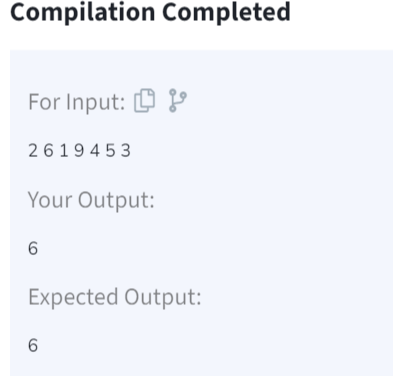 Compilation Completed
For Input:
2 6 1 9 4 5 3
Your Output:
6
Expected Output:
6